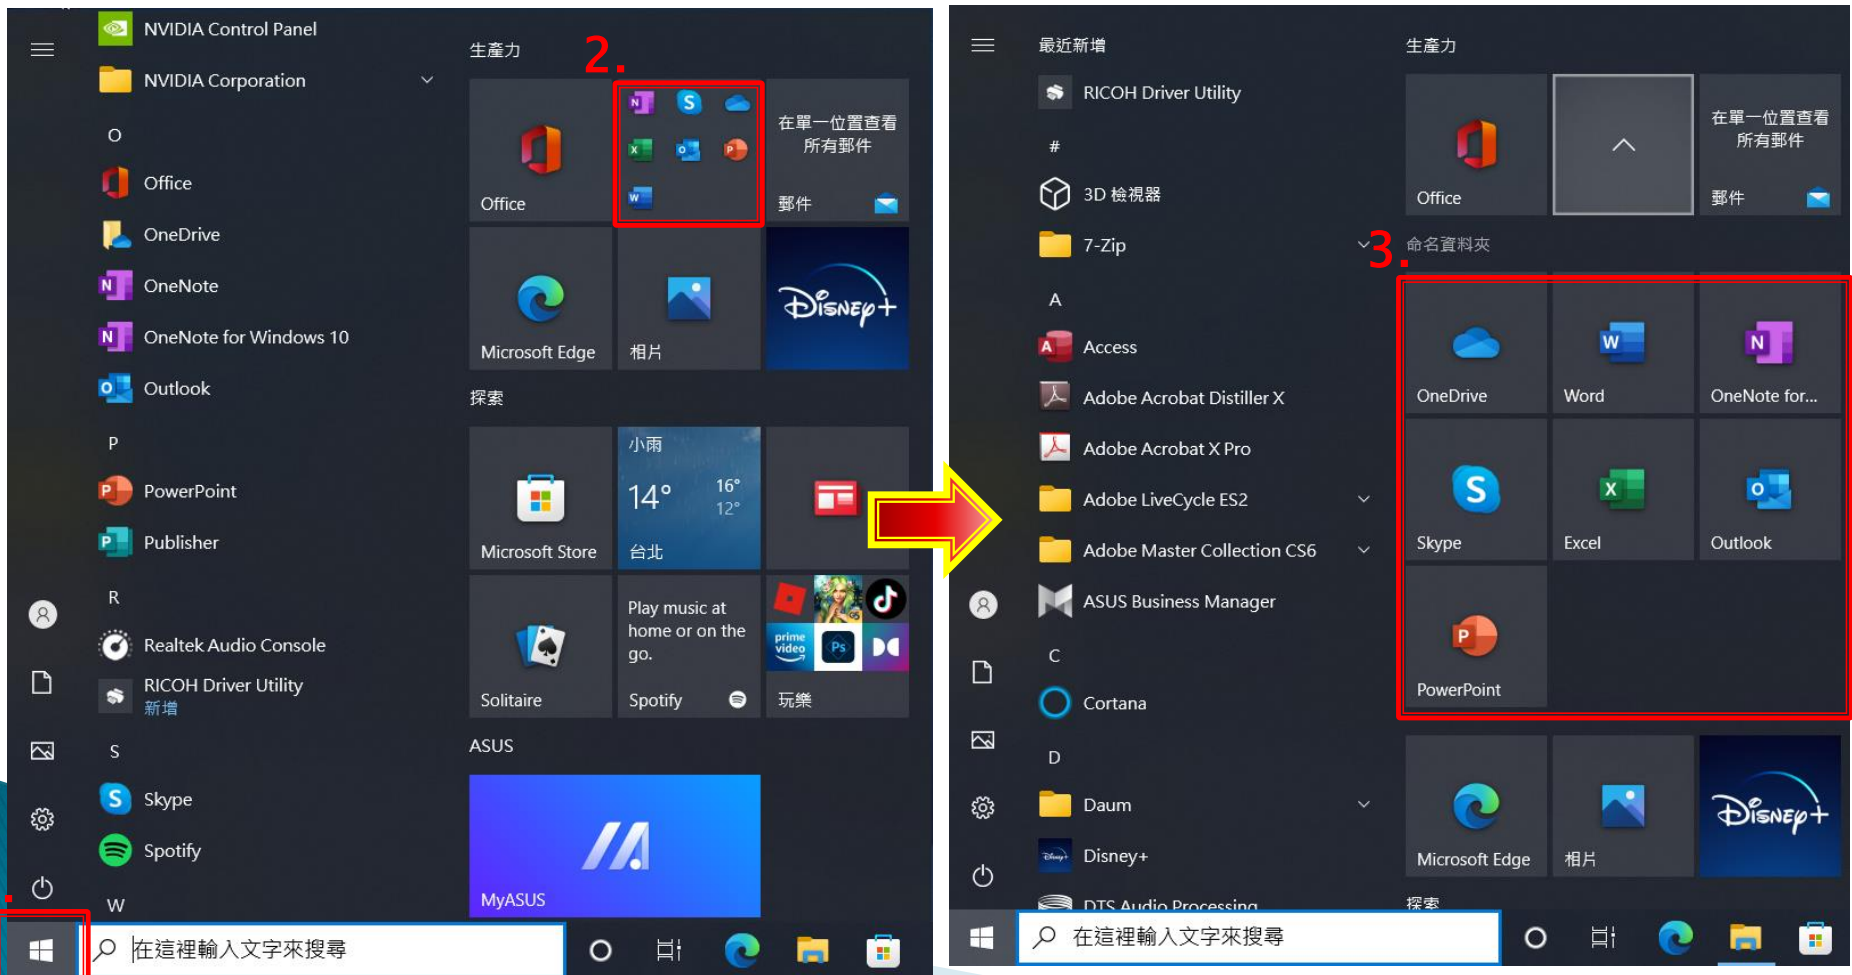 NVIDIA Control Panel
NVIDIA Corporation
O
Office
OneDrive
OneNote
OneNote for Windows 10
Outlook
P
PowerPoint
Publisher
R
Realtek Audio Console
RICOH Driver Utility
新增
S
Skype
Spotify
W
在這裡輸入文字來搜尋
生產力
2.
Office
在單一位置查看
所有郵件
郵件
Microsoft Edge
相片
Disney+
探索
Microsoft Store
小雨
14°
16°
12°
台北
Solitaire
Play music at
home or on the
go.
Spotify
prime
video
Ps
玩樂
ASUS
MyASUS
最近新增
RICOH Driver Utility
#
3D 檢視器
7-Zip
A
Access
Adobe Acrobat Distiller X
Adobe Acrobat X Pro
Adobe LiveCycle ES2
Adobe Master Collection CS6
ASUS Business Manager
C
Cortana
D
Daum
Disney+
DTS Audio Processing
在這裡輸入文字來搜尋
生產力
Office
在單一位置查看
所有郵件
郵件
3.
命名資料夾
OneDrive
Word
OneNote for...
Skype
Excel
Outlook
PowerPoint
Microsoft Edge
相片
Disney+
探索